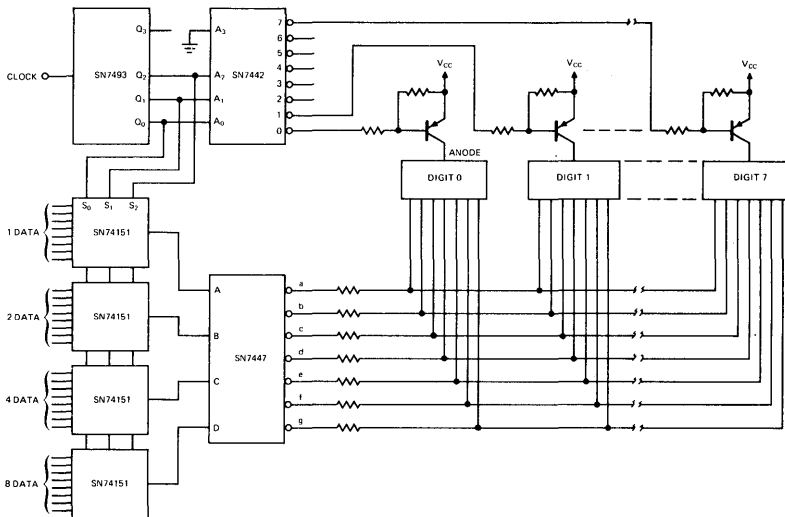 CLOCK
SN7493
Q3
Q2
Q1
Q0
A3
A2
A1
A0
SN7442
7
6
5
4
3
2
1
0
VCC
VCC
VCC
ANODE
DIGIT 0
DIGIT 1
DIGIT 7
S0 S1 S2
1 DATA
SN74151
2 DATA
SN74151
4 DATA
SN74151
8 DATA
SN74151
A
B
C
D
SN7447
a
b
c
d
e
f
g